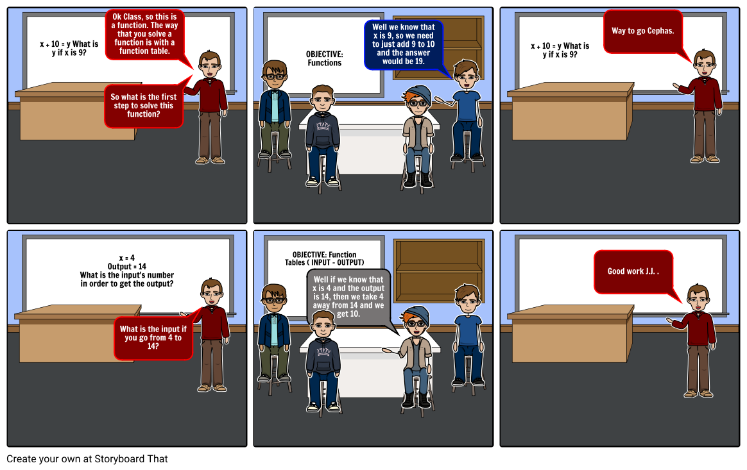 Ok Class, so this is
a function. The way
that you solve a
function is with a
function table.
x + 10 = y What is
y if x is 9?
So what is the first
step to solve this
function?
OBJECTIVE:
Functions
Well we know that
x is 9, so we need
to just add 9 to 10
and the answer
would be 19.
x + 10 = y What is
y if x is 9?
Way to go Cephas.
x = 4
Output = 14
What is the input's number
in order to get the output?
What is the input if
you go from 4 to
14?
OBJECTIVE: Function
Tables ( INPUT - OUTPUT)
Well if we know that
x is 4 and the output
is 14, then we take 4
away from 14 and we
get 10.
Good work J.L .
Create your own at Storyboard That